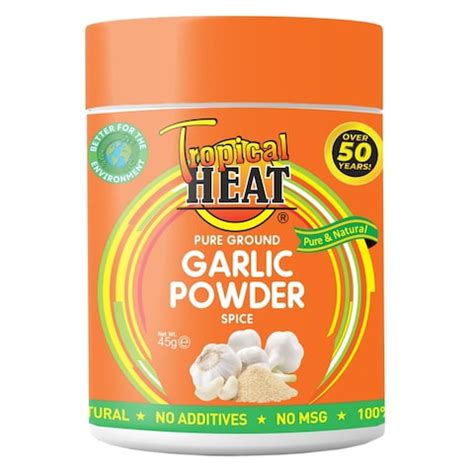 BETTER FOR THE
ENVIRONMENT
Tropical
HEAT
®
OVER
50
YEARS!
Pure & Natural
PURE GROUND
GARLIC
POWDER
SPICE
Net Wt.
45g e
TURAL ★ NO ADDITIVES ★ NO MSG ★ 100%